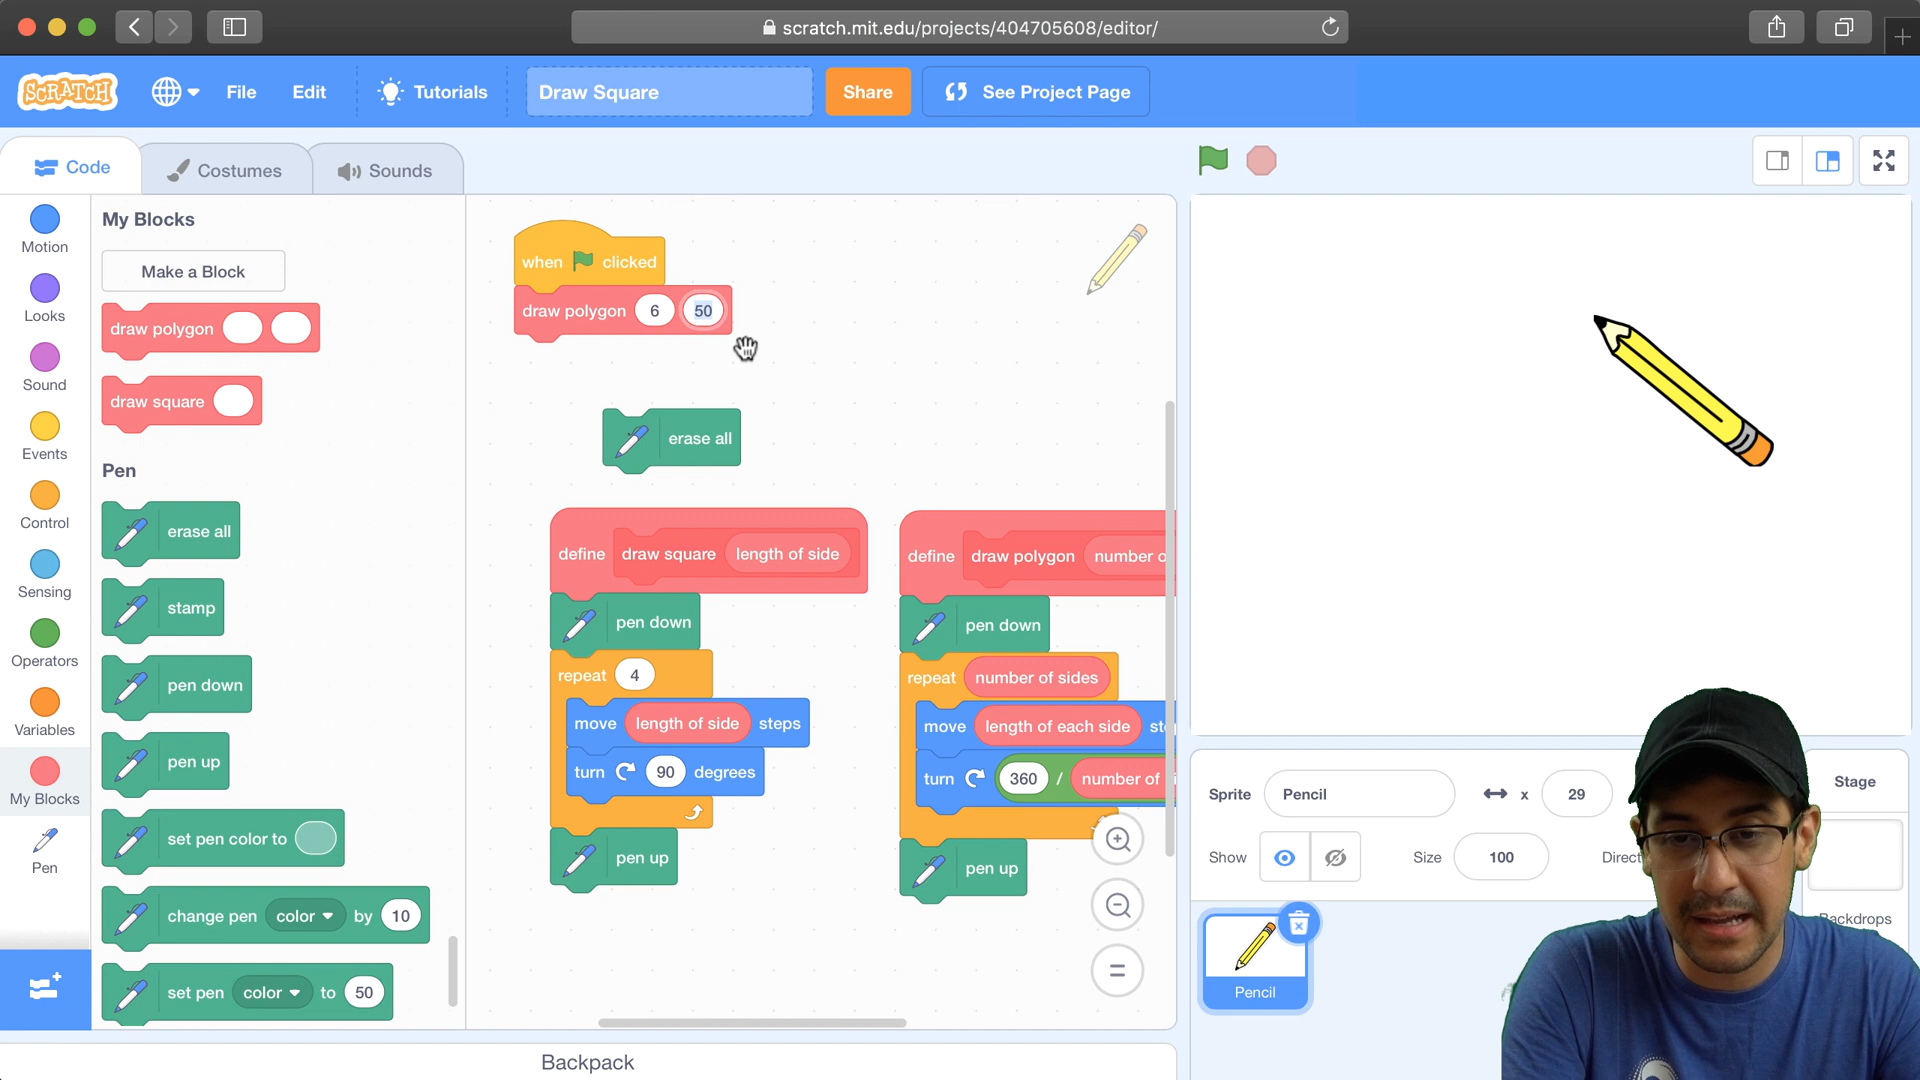 scratch.mit.edu/projects/404705608/editor/
SCRATCH
File
Edit
Tutorials
Draw Square
Share
See Project Page
Code
Costumes
Sounds
Motion
Looks
Sound
Events
Control
Sensing
Operators
Variables
My Blocks
Pen
My Blocks
Make a Block
draw polygon
draw square
Pen
erase all
stamp
pen down
pen up
set pen color to
change pen color by 10
set pen color to 50
when clicked
draw polygon 6 50
erase all
define draw square length of side
pen down
repeat 4
move length of side steps
turn 90 degrees
pen up
define draw polygon number o
pen down
repeat number of sides
move length of each side
turn 360 / number of
pen up
Backpack
Sprite Pencil x 29
Show Size 100 Direct
Pencil
Stage
Backdrops